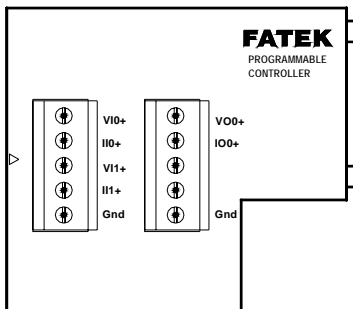 FATEK
PROGRAMMABLE
CONTROLLER
VI0+
II0+
VI1+
II1+
Gnd
VO0+
IO0+
Gnd